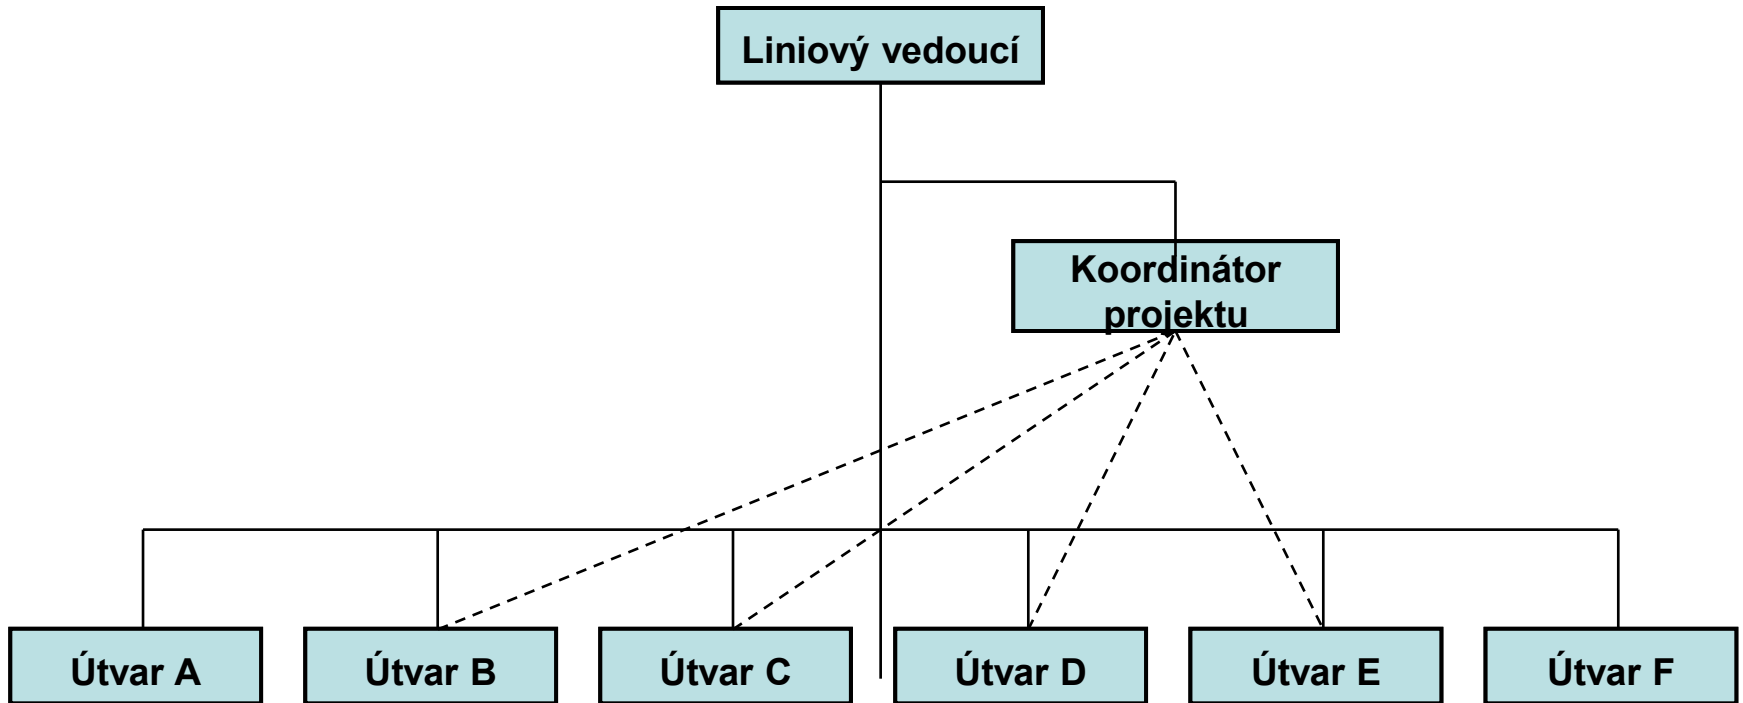 Liniový vedoucí
Koordinátor
projektu
Útvar A
Útvar B
Útvar C
Útvar D
Útvar E
Útvar F